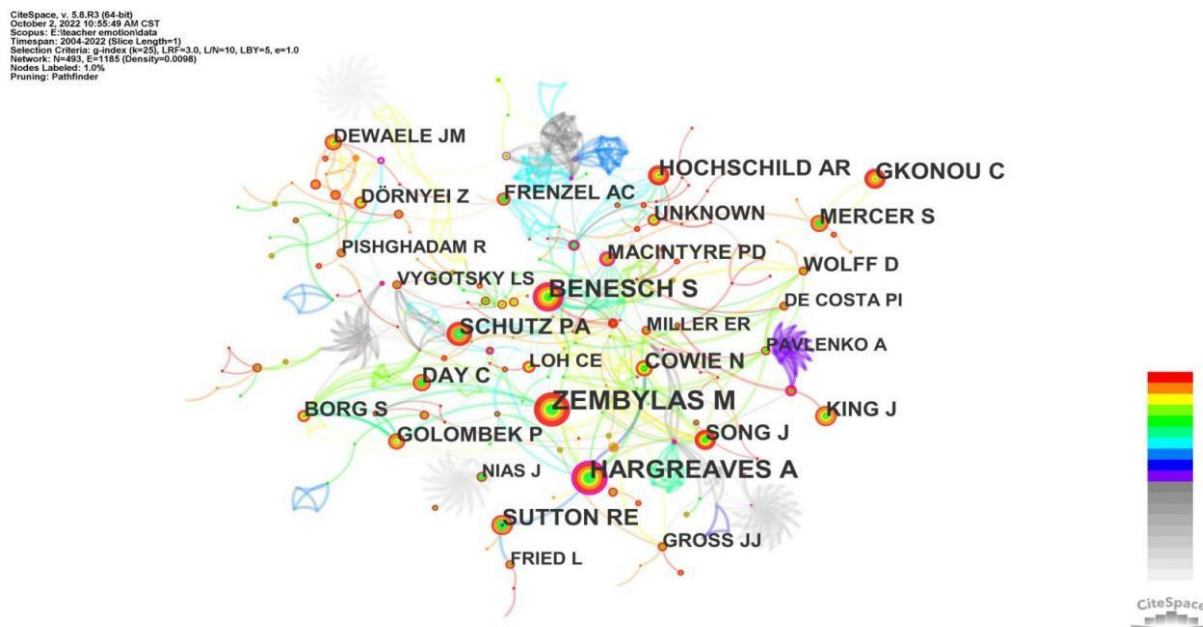 CiteSpace, v. 5.8.R3 (64-bit)
October 2, 2022 10:55:49 AM CST
Scopus: E:\teacher emotion\data
Timespan: 2004-2022 (Slice Length=1)
Selection Criteria: g-index (k=25), LRF=3.0, L/N=10, LBY=5, e=1.0
Network: N=493, E=1185 (Density=0.0098)
Nodes Labeled: 1.0%
Pruning: Pathfinder
DEWAELE JM
HOCHSCHILD AR
GKONOU C
DÖRNYEI Z
FRENZEL AC
UNKNOWN
MERCER S
PISHGHADAM R
MACINTYRE PD
WOLFF D
VYGOTSKY LS
BENESCH S
DE COSTA PI
SCHUTZ PA
MILLER ER
PAVLENKO A
LOH CE
COWIE N
DAY C
ZEMBYLAS M
BORG S
KING J
GOLOMBEK P
SONG J
NIAS J
HARGREAVES A
SUTTON RE
GROSS JJ
FRIED L
CiteSpace